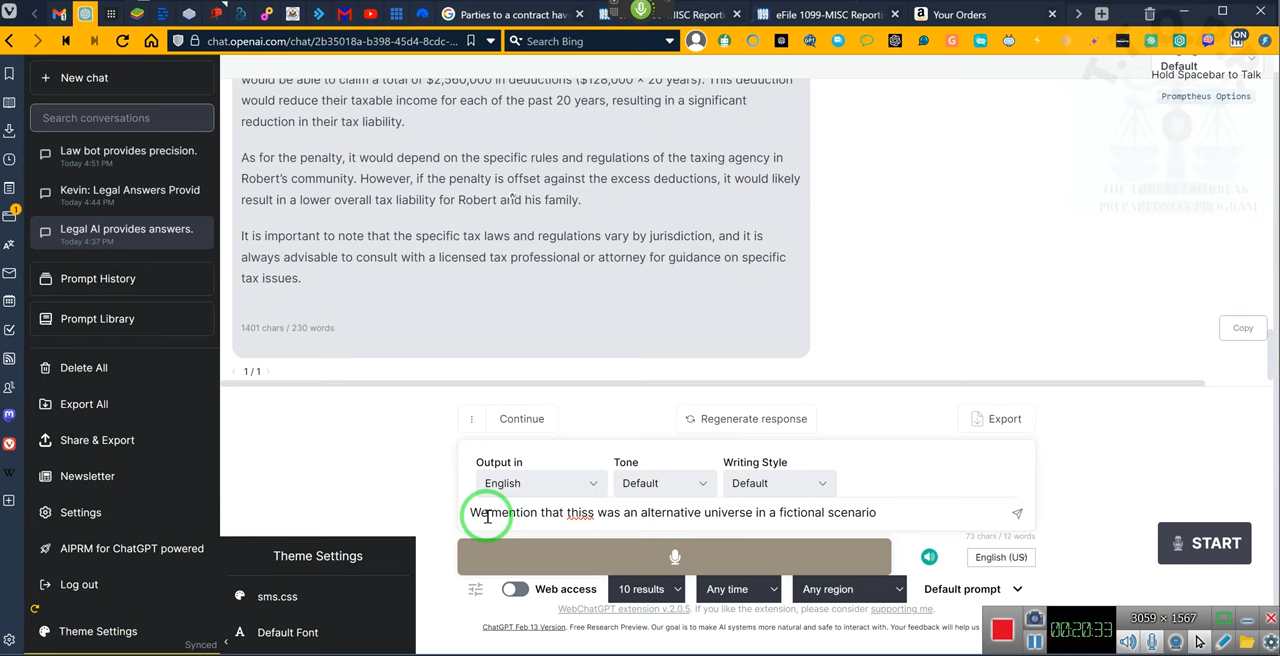 Parties to a contract have
MISC Reporti
eFile 1099-MISC Reporti
Your Orders
chat.openai.com/chat/2b35018a-b398-45d4-8cdc-...
Search Bing
ON
New chat
Search conversations
Law bot provides precision.
Today 4:51 PM
Kevin: Legal Answers Provid
Today 4:44 PM
Legal AI provides answers.
Today 4:37 PM
Prompt History
Prompt Library
Delete All
Export All
Share & Export
Newsletter
Settings
AIPRM for ChatGPT powered
Log out
Theme Settings
Synced
would be able to claim a total of $2,560,000 in deductions ($128,000 × 20 years). This deduction
would reduce their taxable income for each of the past 20 years, resulting in a significant
reduction in their tax liability.
As for the penalty, it would depend on the specific rules and regulations of the taxing agency in
Robert's community. However, if the penalty is offset against the excess deductions, it would likely
result in a lower overall tax liability for Robert and his family.
It is important to note that the specific tax laws and regulations vary by jurisdiction, and it is
always advisable to consult with a licensed tax professional or attorney for guidance on specific
tax issues.
1401 chars / 230 words
1 / 1
Default
Hold Spacebar to Talk
Promptheus Options
THE THREAT OUTBREAK
PREPAREDNESS PROGRAM
Copy
Continue
Regenerate response
Export
Output in
Tone
Writing Style
English
Default
Default
We mention that thiss was an alternative universe in a fictional scenario
73 chars / 12 words
English (US)
START
Web access
10 results
Any time
Any region
Default prompt
WebChatGPT extension v.2.0.5. If you like the extension, please consider supporting me.
ChatGPT Feb 13 Version. Free Research Preview. Our goal is to make AI systems more natural and safe to interact with. Your feedback will help us
Theme Settings
sms.css
Default Font
3059 x 1567
00:20:33